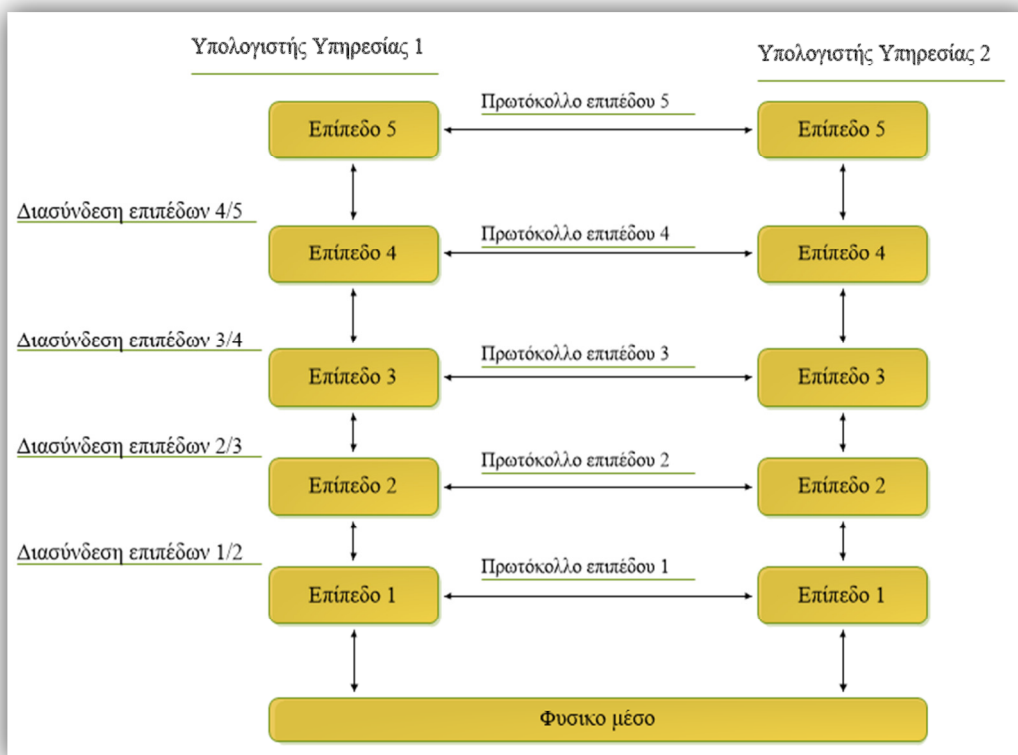 Υπολογιστής Υπηρεσίας 1
Υπολογιστής Υπηρεσίας 2
Πρωτόκολλο επιπέδου 5
Επίπεδο 5
Επίπεδο 5
Διασύνδεση επιπέδων 4/5
Πρωτόκολλο επιπέδου 4
Επίπεδο 4
Επίπεδο 4
Διασύνδεση επιπέδων 3/4
Πρωτόκολλο επιπέδου 3
Επίπεδο 3
Επίπεδο 3
Διασύνδεση επιπέδων 2/3
Πρωτόκολλο επιπέδου 2
Επίπεδο 2
Επίπεδο 2
Διασύνδεση επιπέδων 1/2
Πρωτόκολλο επιπέδου 1
Επίπεδο 1
Επίπεδο 1
Φυσικο μέσο